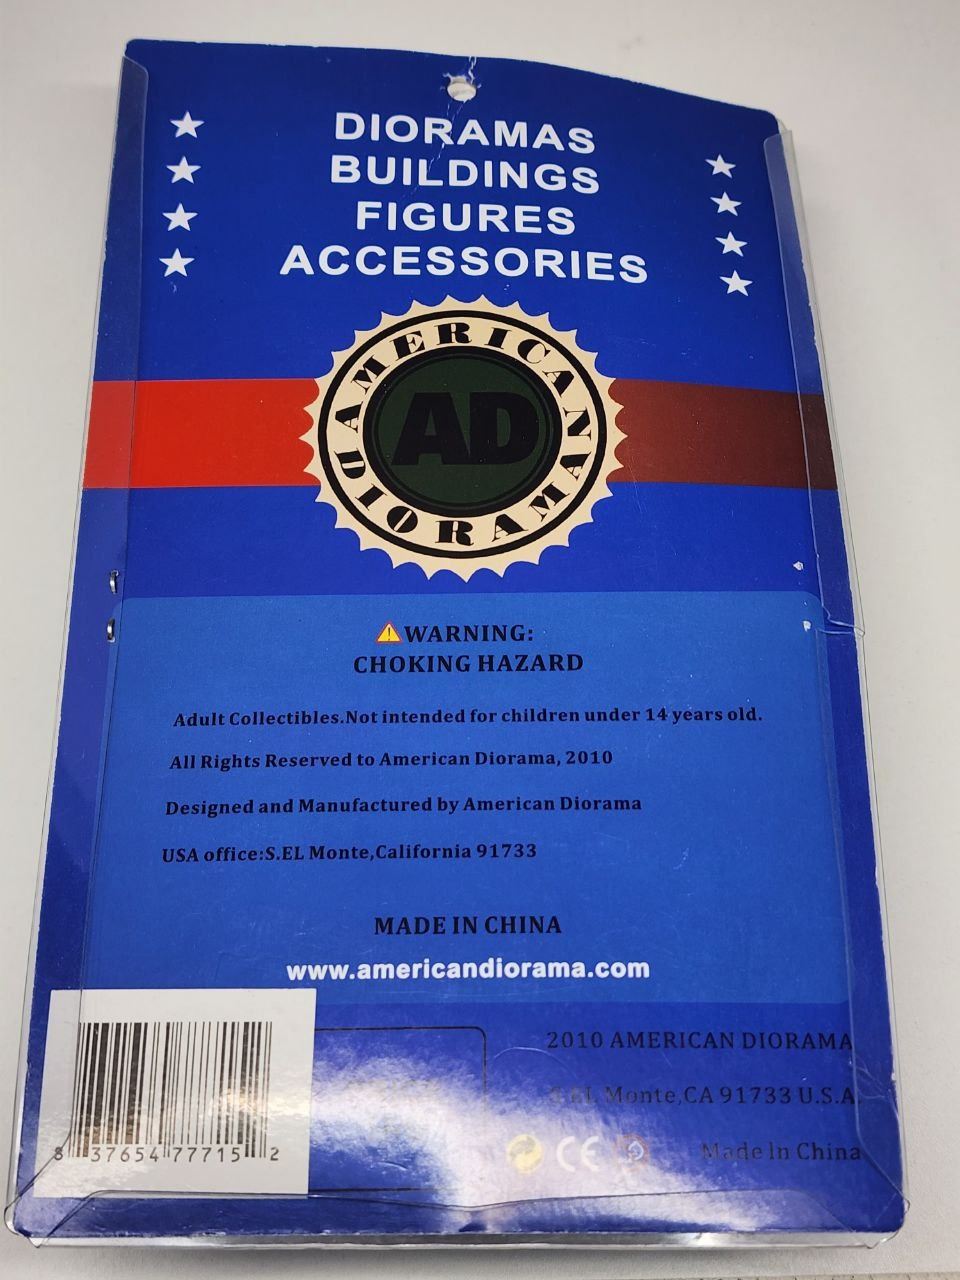 DIORAMAS
BUILDINGS
FIGURES
ACCESSORIES
AMERICAN
AD
DIORAMA
WARNING:
CHOKING HAZARD
Adult Collectibles.Not intended for children under 14 years old.
All Rights Reserved to American Diorama, 2010
Designed and Manufactured by American Diorama
USA office:S.EL Monte,California 91733
MADE IN CHINA
www.americandiorama.com
8 37654 77715 2
2010 AMERICAN DIORAMA
S.EL Monte,CA 91733 U.S.A.
CE
Made In China